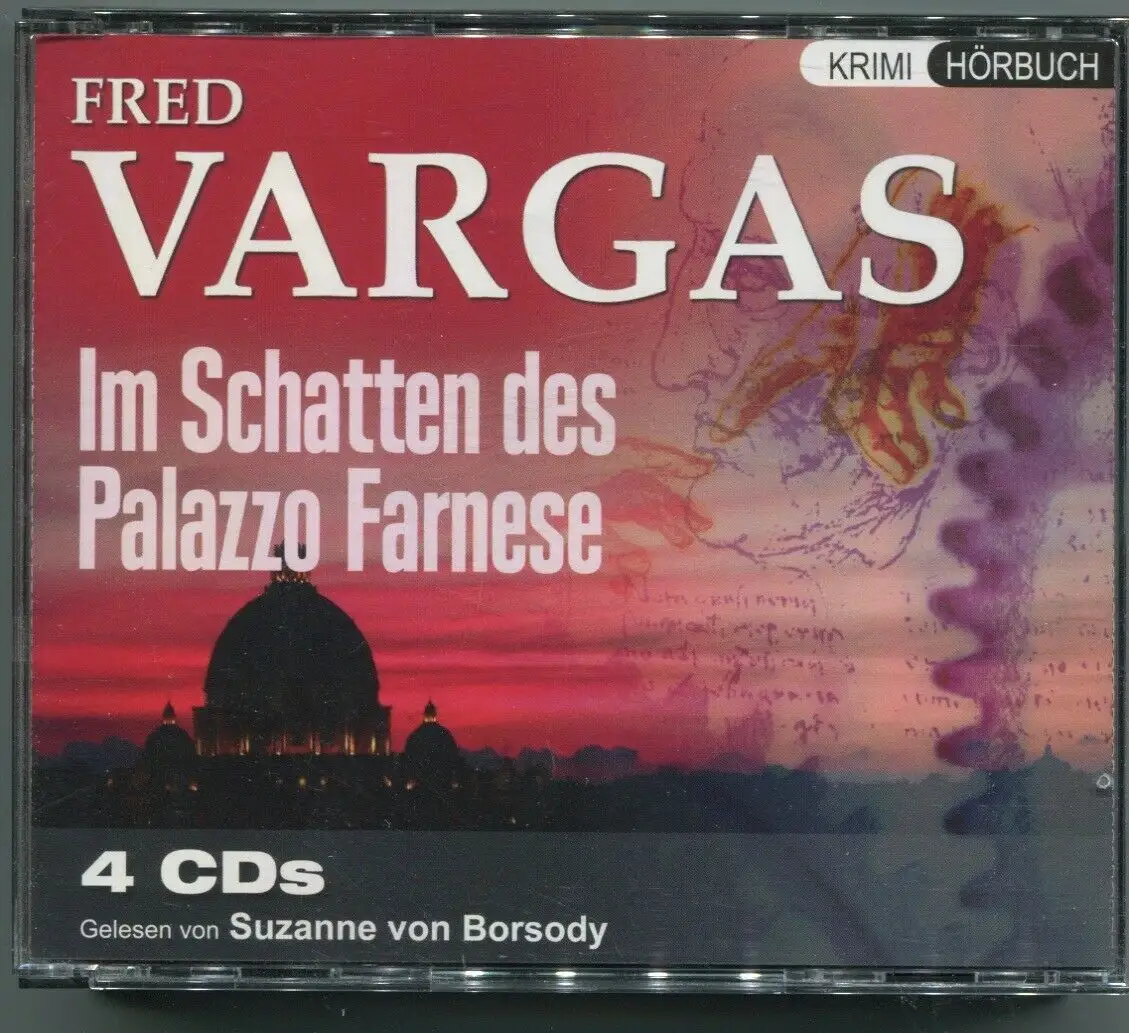 KRIMI HÖRBUCH
FRED
VARGAS
Im Schatten des
Palazzo Farnese
4 CDs
Gelesen von Suzanne von Borsody